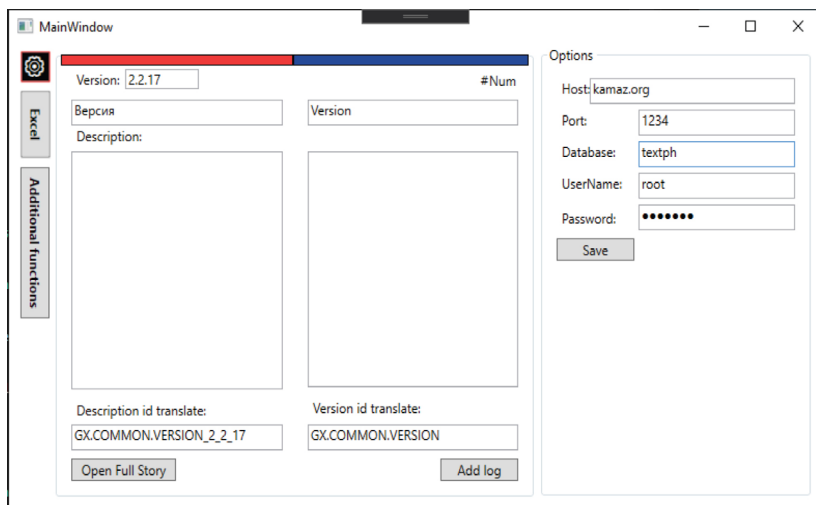 MainWindow
Excel
Additional functions
Version: 2.2.17
#Num
Версия
Version
Description:
Description id translate:
Version id translate:
GX.COMMON.VERSION_2_2_17
GX.COMMON.VERSION
Open Full Story
Add log
Options
Host: kamaz.org
Port: 1234
Database: textph
UserName: root
Password: •••••••
Save